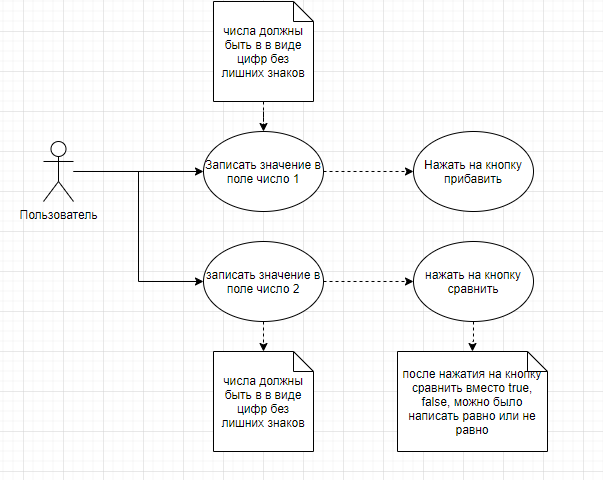 числа должны
быть в в виде
цифр без
лишних знаков
Записать значение в
поле число 1
Нажать на кнопку
прибавить
Пользователь
записать значение в
поле число 2
нажать на кнопку
сравнить
числа должны
быть в в виде
цифр без
лишних знаков
после нажатия на кнопку
сравнить вместо true,
false, можно было
написать равно или не
равно